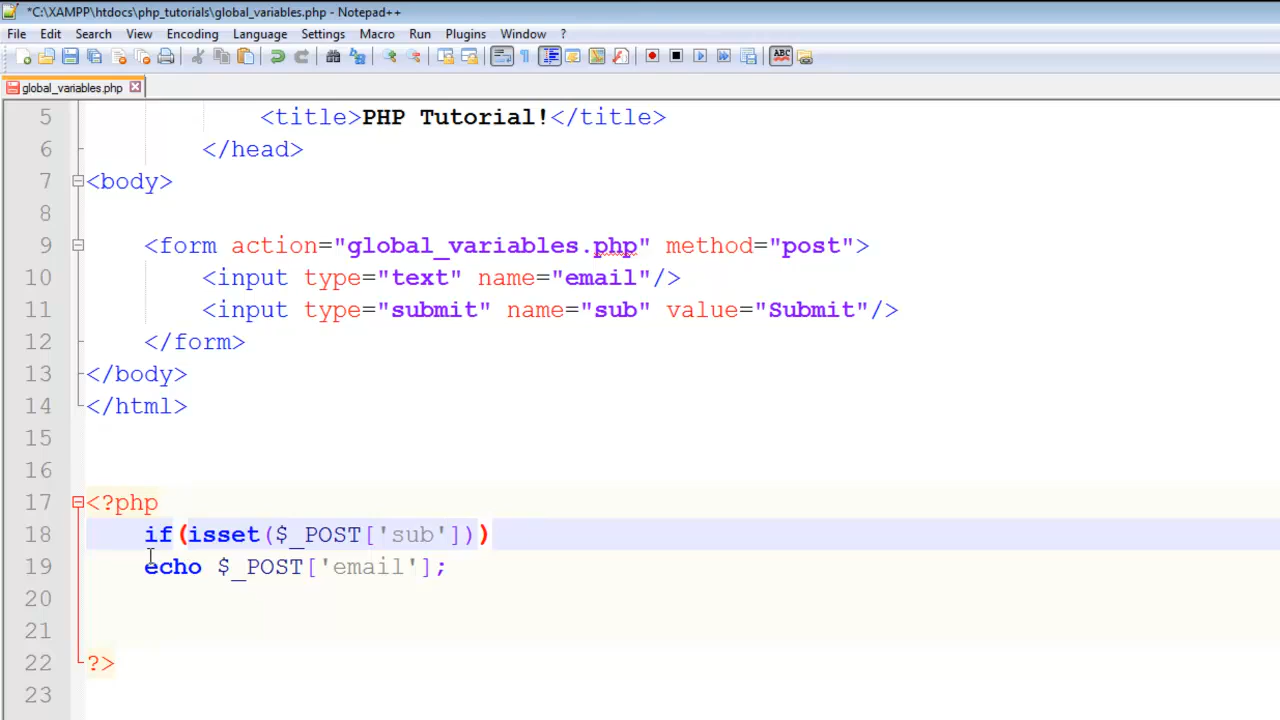 *C:\XAMPP\htdocs\php_tutorials\global_variables.php - Notepad++
File Edit Search View Encoding Language Settings Macro Run Plugins Window ?
ABC
global_variables.php
5 <title>PHP Tutorial!</title>
6 </head>
7 <body>
8
9 <form action="global_variables.php" method="post">
10 <input type="text" name="email"/>
11 <input type="submit" name="sub" value="Submit"/>
12 </form>
13 </body>
14 </html>
15
16
17 <?php
18 if(isset($_POST['sub']))
19 echo $_POST['email'];
20
21
22 ?>
23